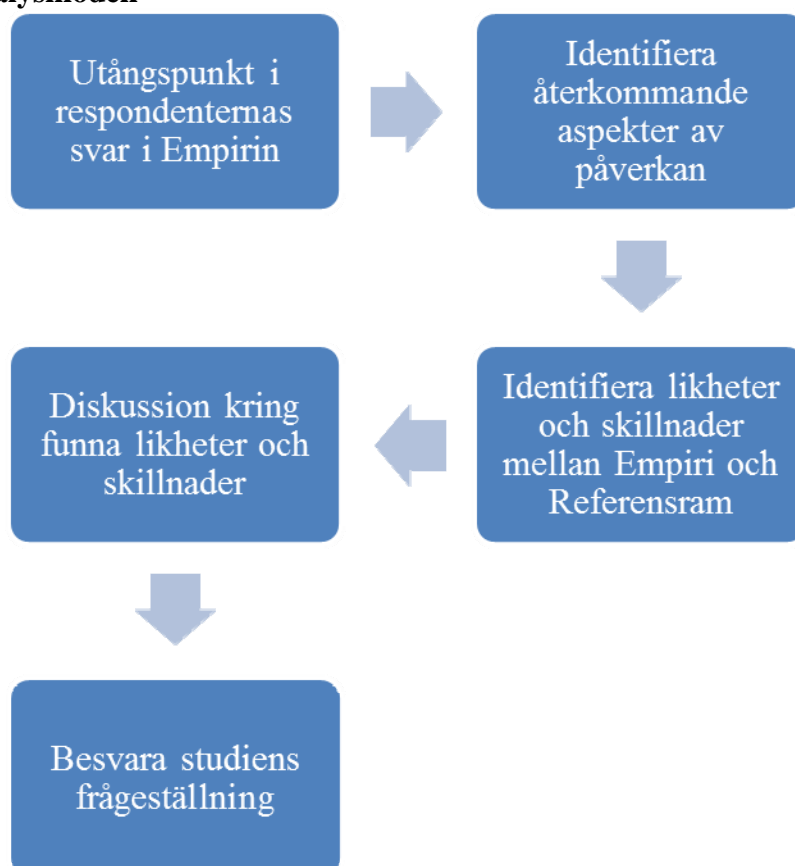 Utångspunkt i
respondenternas
svar i Empirin
Identifiera
återkommande
aspekter av
påverkan
Identifiera likheter
och skillnader
mellan Empiri och
Referensram
Diskussion kring
funna likheter och
skillnader
Besvara studiens
frågeställning